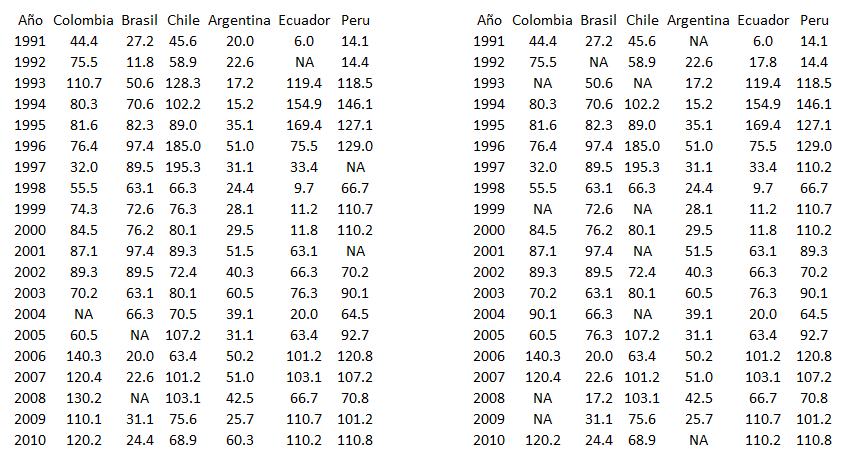 Año Colombia Brasil Chile Argentina Ecuador Peru
1991 44.4 27.2 45.6 20.0 6.0 14.1
1992 75.5 11.8 58.9 22.6 NA 14.4
1993 110.7 50.6 128.3 17.2 119.4 118.5
1994 80.3 70.6 102.2 15.2 154.9 146.1
1995 81.6 82.3 89.0 35.1 169.4 127.1
1996 76.4 97.4 185.0 51.0 75.5 129.0
1997 32.0 89.5 195.3 31.1 33.4 NA
1998 55.5 63.1 66.3 24.4 9.7 66.7
1999 74.3 72.6 76.3 28.1 11.2 110.7
2000 84.5 76.2 80.1 29.5 11.8 110.2
2001 87.1 97.4 89.3 51.5 63.1 NA
2002 89.3 89.5 72.4 40.3 66.3 70.2
2003 70.2 63.1 80.1 60.5 76.3 90.1
2004 NA 66.3 70.5 39.1 20.0 64.5
2005 60.5 NA 107.2 31.1 63.4 92.7
2006 140.3 20.0 63.4 50.2 101.2 120.8
2007 120.4 22.6 101.2 51.0 103.1 107.2
2008 130.2 NA 103.1 42.5 66.7 70.8
2009 110.1 31.1 75.6 25.7 110.7 101.2
2010 120.2 24.4 68.9 60.3 110.2 110.8
Año Colombia Brasil Chile Argentina Ecuador Peru
1991 44.4 27.2 45.6 NA 6.0 14.1
1992 75.5 NA 58.9 22.6 17.8 14.4
1993 NA 50.6 NA 17.2 119.4 118.5
1994 80.3 70.6 102.2 15.2 154.9 146.1
1995 81.6 82.3 89.0 35.1 169.4 127.1
1996 76.4 97.4 185.0 51.0 75.5 129.0
1997 32.0 89.5 195.3 31.1 33.4 110.2
1998 55.5 63.1 66.3 24.4 9.7 66.7
1999 NA 72.6 NA 28.1 11.2 110.7
2000 84.5 76.2 80.1 29.5 11.8 110.2
2001 87.1 97.4 NA 51.5 63.1 89.3
2002 89.3 89.5 72.4 40.3 66.3 70.2
2003 70.2 63.1 80.1 60.5 76.3 90.1
2004 90.1 66.3 NA 39.1 20.0 64.5
2005 60.5 76.3 107.2 31.1 63.4 92.7
2006 140.3 20.0 63.4 50.2 101.2 120.8
2007 120.4 22.6 101.2 51.0 103.1 107.2
2008 NA 17.2 103.1 42.5 66.7 70.8
2009 NA 31.1 75.6 25.7 110.7 101.2
2010 120.2 24.4 68.9 NA 110.2 110.8